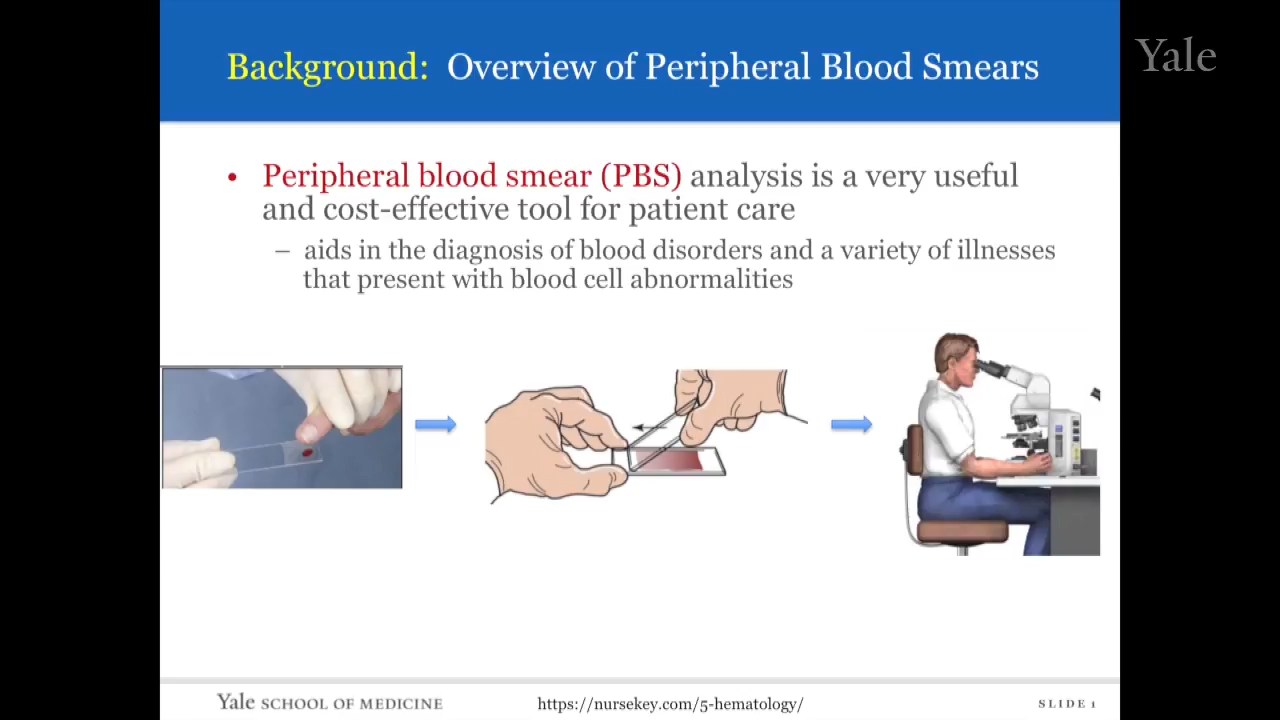 Background: Overview of Peripheral Blood Smears
Yale
• Peripheral blood smear (PBS) analysis is a very useful
and cost-effective tool for patient care
– aids in the diagnosis of blood disorders and a variety of illnesses
that present with blood cell abnormalities
Yale SCHOOL OF MEDICINE
https://nursekey.com/5-hematology/
SLIDE 1